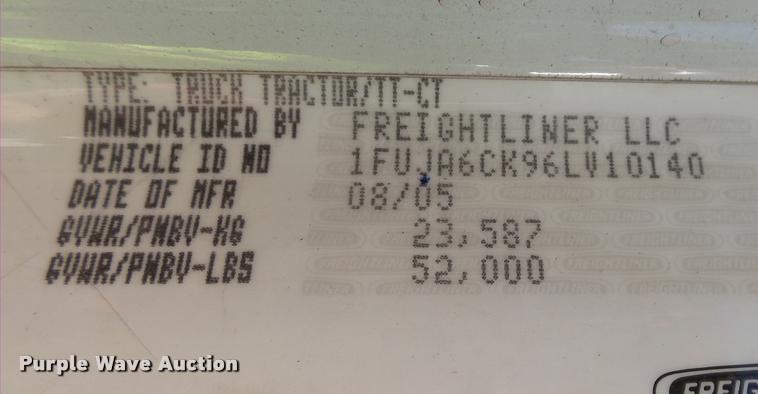 TYPE: TRUCK TRACTOR/TT-CT
MANUFACTURED BY FREIGHTLINER LLC
VEHICLE ID NO 1FUJA6CK96LV10140
DATE OF MFR 08/05
GVWR/PNBV-KG 23,587
GVWR/PNBV-LBS 52,000
Purple Wave Auction